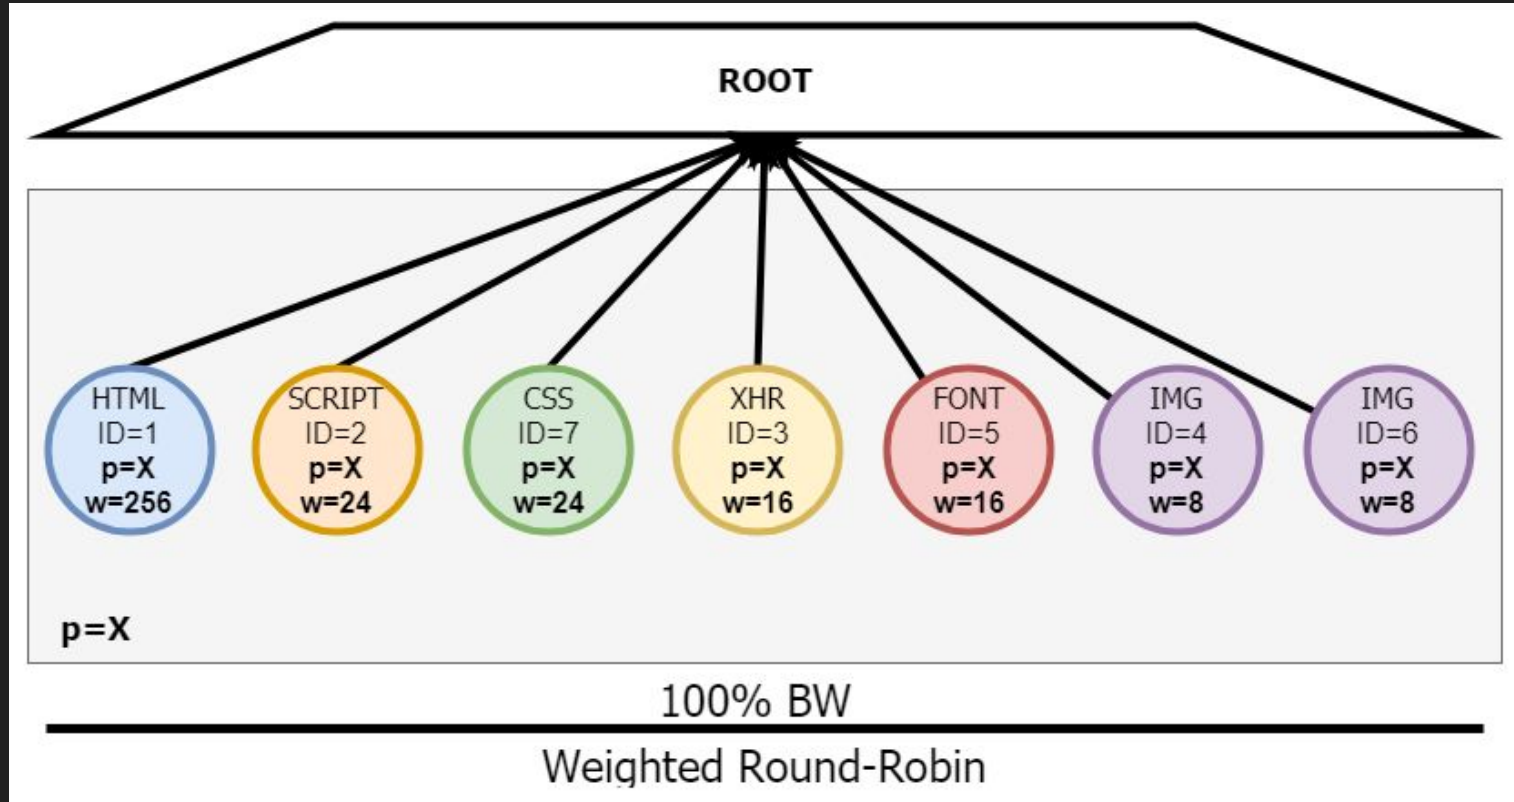 ROOT
HTML
ID=1
p=X
w=256
SCRIPT
ID=2
p=X
w=24
CSS
ID=7
p=X
w=24
XHR
ID=3
p=X
w=16
FONT
ID=5
p=X
w=16
IMG
ID=4
p=X
w=8
IMG
ID=6
p=X
w=8
p=X
100% BW
Weighted Round-Robin